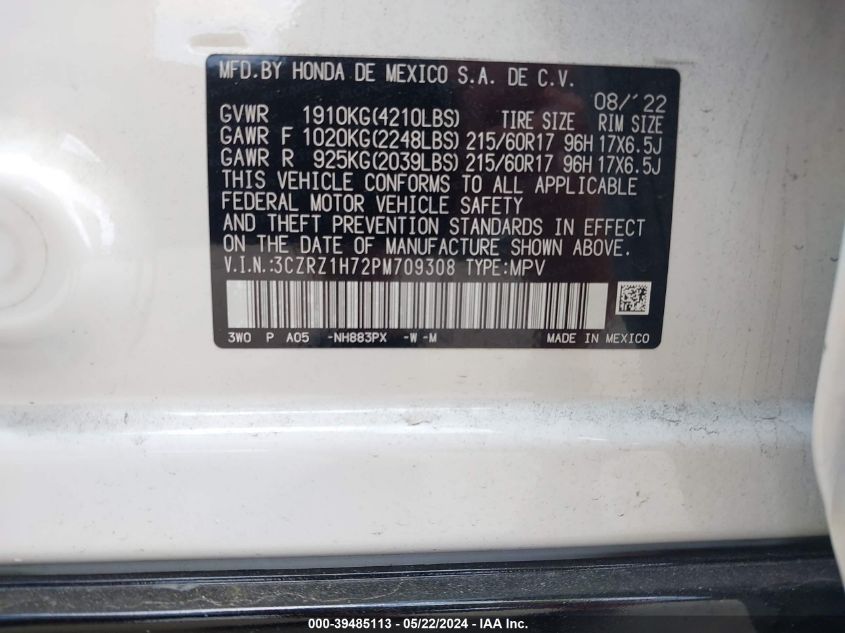 MFD.BY HONDA DE MEXICO S.A. DE C.V.
08/'22
GVWR 1910KG(4210LBS) TIRE SIZE RIM SIZE
GAWR F 1020KG(2248LBS) 215/60R17 96H 17X6.5J
GAWR R 925KG(2039LBS) 215/60R17 96H 17X6.5J
THIS VEHICLE CONFORMS TO ALL APPLICABLE
FEDERAL MOTOR VEHICLE SAFETY
AND THEFT PREVENTION STANDARDS IN EFFECT
ON THE DATE OF MANUFACTURE SHOWN ABOVE.
V.I.N.:3CZRZ1H72PM709308 TYPE:MPV
3W0 P A05 -NH883PX -W -M MADE IN MEXICO
000-39485113 - 05/22/2024 - IAA Inc.